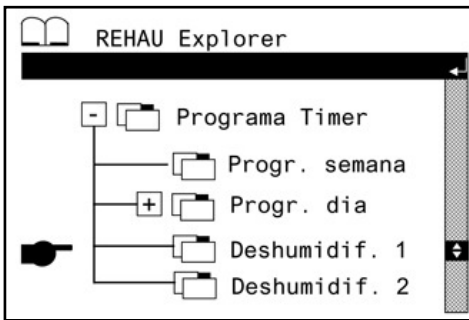 REHAU Explorer
- Programa Timer
Progr. semana
+ Progr. dia
Deshumidif. 1
Deshumidif. 2